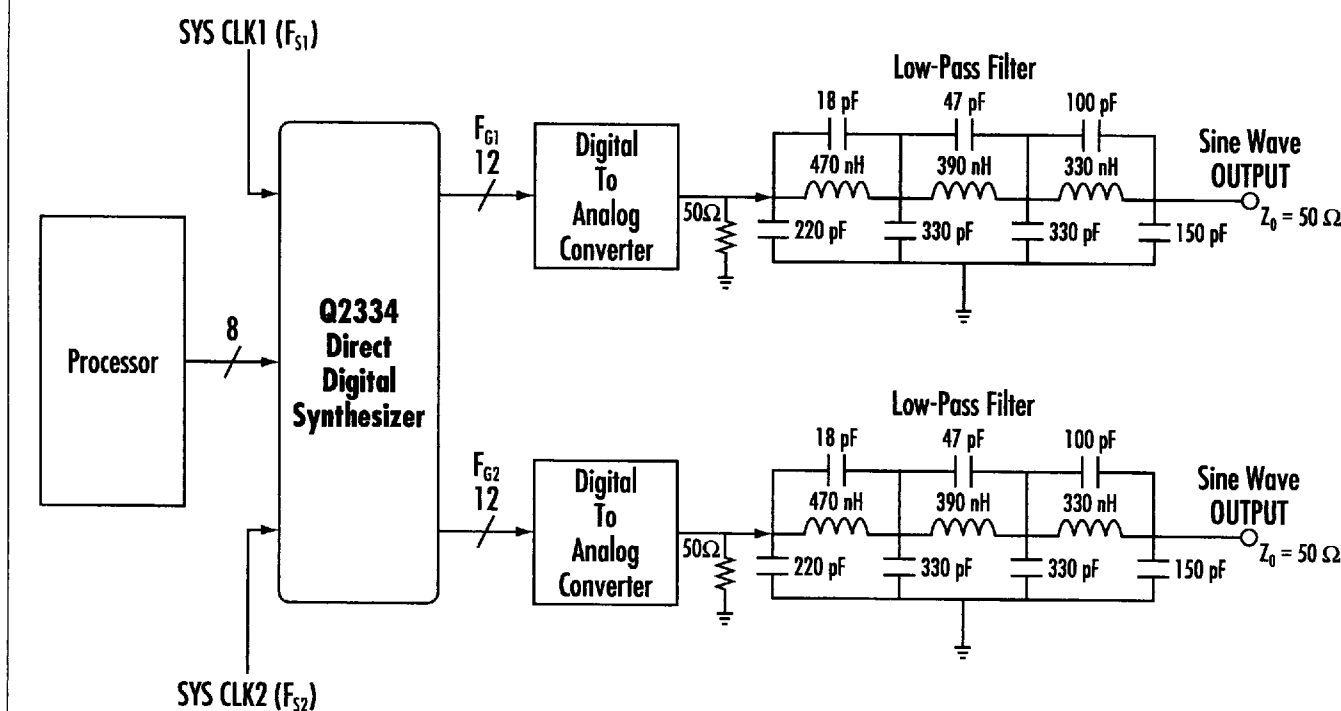 SYS CLK1 (F_S1)
Processor
8
Q2334
Direct
Digital
Synthesizer
F_G1
12
Digital
To
Analog
Converter
50Ω
Low-Pass Filter
18 pF
47 pF
100 pF
470 nH
390 nH
330 nH
220 pF
330 pF
330 pF
150 pF
Sine Wave
OUTPUT
Z_0 = 50 Ω
F_G2
12
Digital
To
Analog
Converter
50Ω
Low-Pass Filter
18 pF
47 pF
100 pF
470 nH
390 nH
330 nH
220 pF
330 pF
330 pF
150 pF
Sine Wave
OUTPUT
Z_0 = 50 Ω
SYS CLK2 (F_S2)